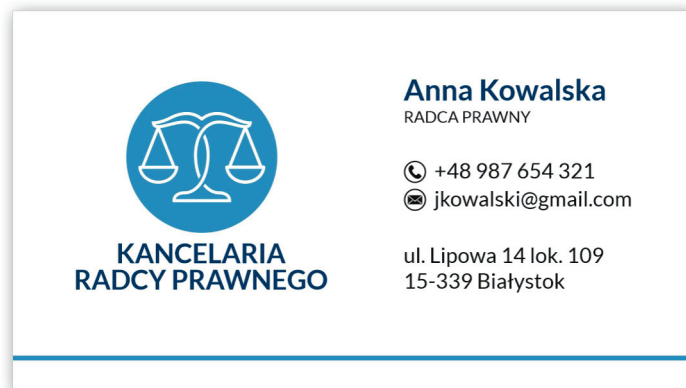 KANCELARIA
RADCY PRAWNEGO
Anna Kowalska
RADCA PRAWNY
+48 987 654 321
jkowalski@gmail.com
ul. Lipowa 14 lok. 109
15-339 Białystok